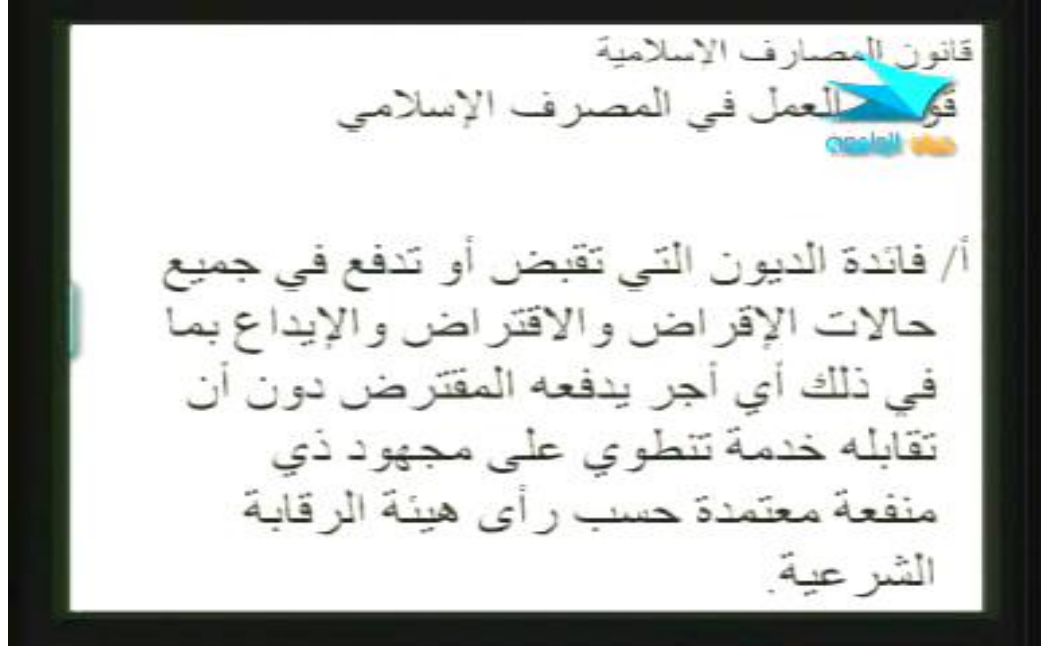 قانون المصارف الإسلامية
العمل في المصرف الإسلامي
أ/ فائدة الديون التي تقبض أو تدفع في جميع
حالات الإقراض والاقتراض والإيداع بما
في ذلك أي أجر يدفعه المقترض دون أن
تقابله خدمة تنطوي على مجهود ذي
منفعة معتمدة حسب رأى هيئة الرقابة
الشرعية.